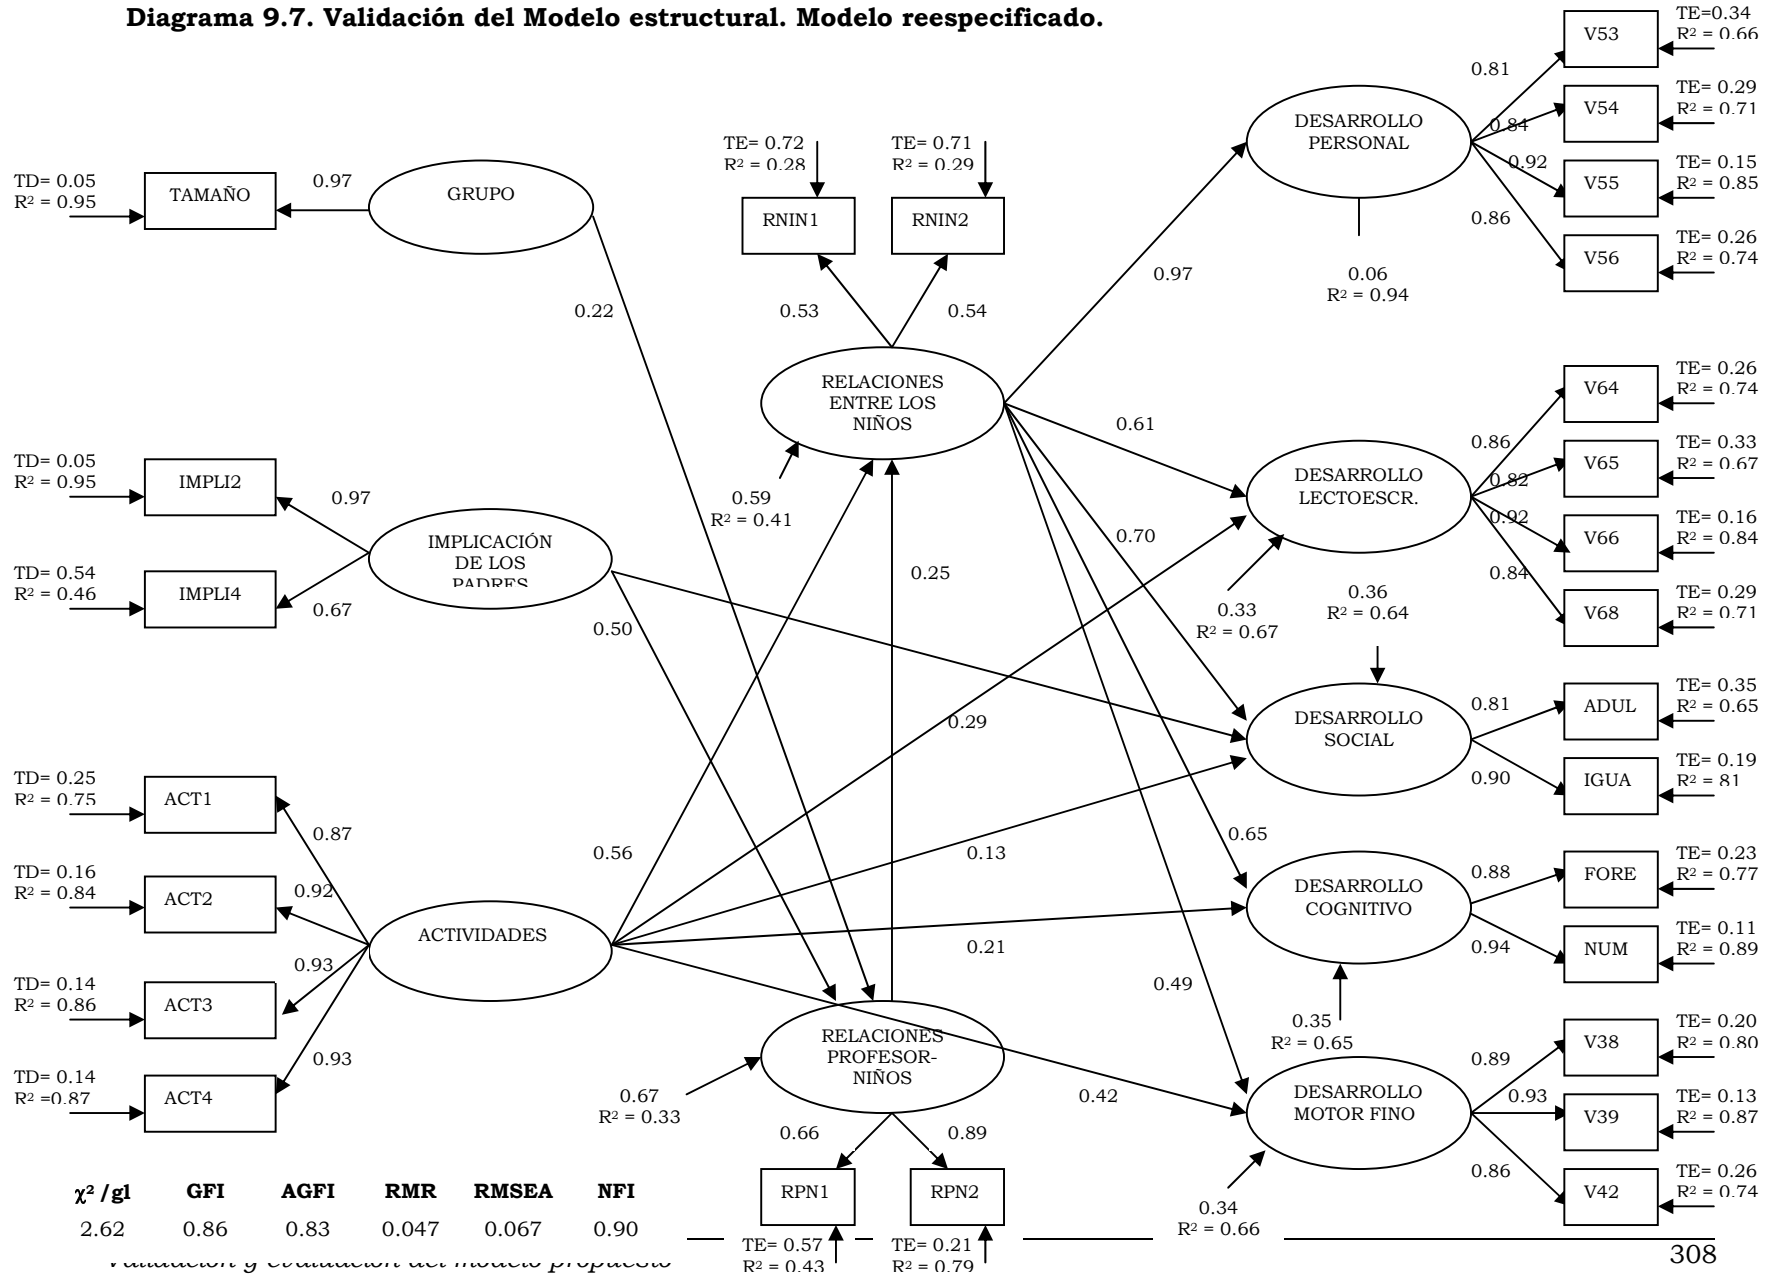 Diagrama 9.7. Validación del Modelo estructural. Modelo reespecificado.
TD= 0.05
R² = 0.95
TAMAÑO
0.97
GRUPO
0.22
TD= 0.05
R² = 0.95
IMPLI2
0.97
TD= 0.54
R² = 0.46
IMPLI4
0.67
IMPLICACIÓN
DE LOS
PADRES
0.50
TD= 0.25
R² = 0.75
ACT1
0.87
TD= 0.16
R² = 0.84
ACT2
0.92
TD= 0.14
R² = 0.86
ACT3
0.93
TD= 0.14
R² =0.87
ACT4
0.93
ACTIVIDADES
0.56
0.29
0.13
0.21
0.42
TE= 0.72
R² = 0.28
RNIN1
0.53
TE= 0.71
R² = 0.29
RNIN2
0.54
RELACIONES
ENTRE LOS
NIÑOS
0.59
R² = 0.41
0.25
0.97
0.61
0.70
0.65
0.49
RELACIONES
PROFESOR-
NIÑOS
0.67
R² = 0.33
0.66
0.89
RPN1
TE= 0.57
R² = 0.43
RPN2
TE= 0.21
R² = 0.79
DESARROLLO
PERSONAL
0.06
R² = 0.94
0.81
0.84
0.92
0.86
V53
TE=0.34
R² = 0.66
V54
TE= 0.29
R² = 0.71
V55
TE= 0.15
R² = 0.85
V56
TE= 0.26
R² = 0.74
DESARROLLO
LECTOESCR.
0.33
R² = 0.67
0.86
0.82
0.92
0.84
V64
TE= 0.26
R² = 0.74
V65
TE= 0.33
R² = 0.67
V66
TE= 0.16
R² = 0.84
V68
TE= 0.29
R² = 0.71
0.36
R² = 0.64
DESARROLLO
SOCIAL
0.81
0.90
ADUL
TE= 0.35
R² = 0.65
IGUA
TE= 0.19
R² = 81
DESARROLLO
COGNITIVO
0.35
R² = 0.65
0.88
0.94
FORE
TE= 0.23
R² = 0.77
NUM
TE= 0.11
R² = 0.89
DESARROLLO
MOTOR FINO
0.34
R² = 0.66
0.89
0.93
0.86
V38
TE= 0.20
R² = 0.80
V39
TE= 0.13
R² = 0.87
V42
TE= 0.26
R² = 0.74
χ² /gl GFI AGFI RMR RMSEA NFI
2.62 0.86 0.83 0.047 0.067 0.90
Validación y evaluación del modelo propuesto
308